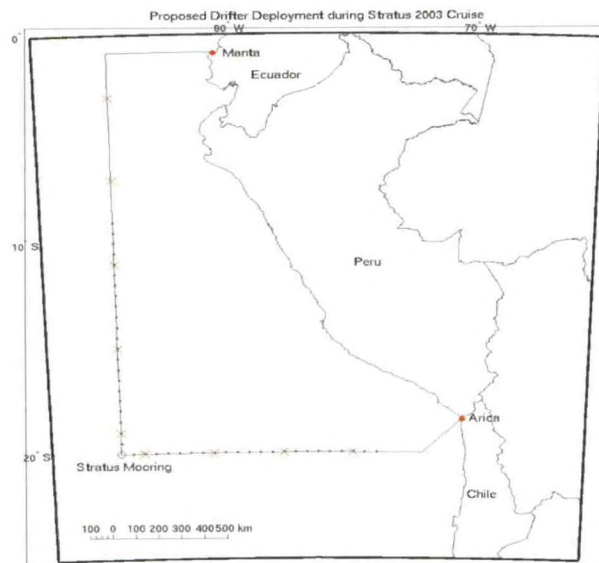 Proposed Drifter Deployment during Stratus 2003 Cruise
80° W
70° W
0°
Manta
Ecuador
10° S
Peru
Arica
20° S
Stratus Mooring
Chile
100 0 100 200 300 400 500 km